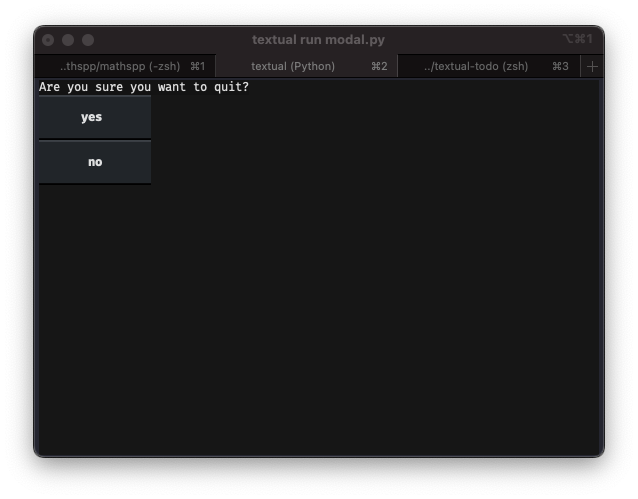 textual run modal.py
⌥⌘1
..thspp/mathspp (-zsh) ⌘1
textual (Python) ⌘2
../textual-todo (zsh) ⌘3
Are you sure you want to quit?
yes
no